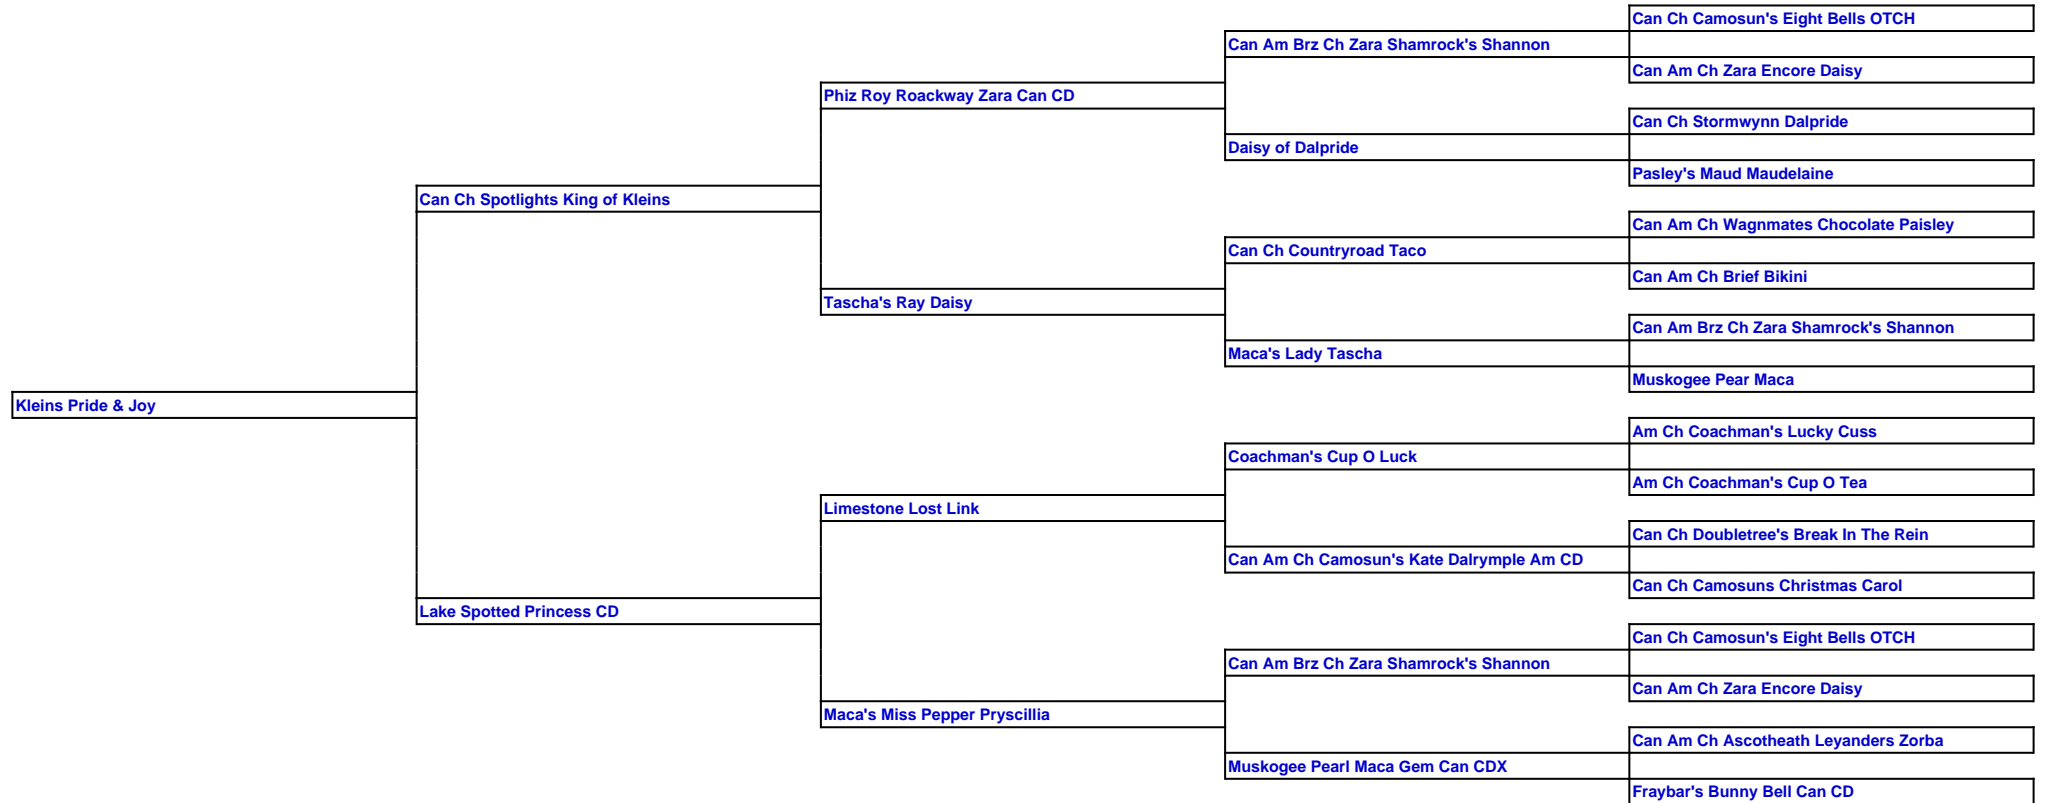 Can Ch Camosun's Eight Bells OTCH
Can Am Brz Ch Zara Shamrock's Shannon
Can Am Ch Zara Encore Daisy
Phiz Roy Roackway Zara Can CD
Can Ch Stormwynn Dalpride
Daisy of Dalpride
Pasley's Maud Maudelaine
Can Ch Spotlights King of Kleins
Can Am Ch Wagnmates Chocolate Paisley
Can Ch Countryroad Taco
Can Am Ch Brief Bikini
Tascha's Ray Daisy
Can Am Brz Ch Zara Shamrock's Shannon
Maca's Lady Tascha
Muskogee Pear Maca
Kleins Pride & Joy
Am Ch Coachman's Lucky Cuss
Coachman's Cup O Luck
Am Ch Coachman's Cup O Tea
Limestone Lost Link
Can Ch Doubletree's Break In The Rein
Can Am Ch Camosun's Kate Dalrymple Am CD
Can Ch Camosuns Christmas Carol
Lake Spotted Princess CD
Can Ch Camosun's Eight Bells OTCH
Can Am Brz Ch Zara Shamrock's Shannon
Can Am Ch Zara Encore Daisy
Maca's Miss Pepper Pryscillia
Can Am Ch Ascotheath Leyanders Zorba
Muskogee Pearl Maca Gem Can CDX
Fraybar's Bunny Bell Can CD